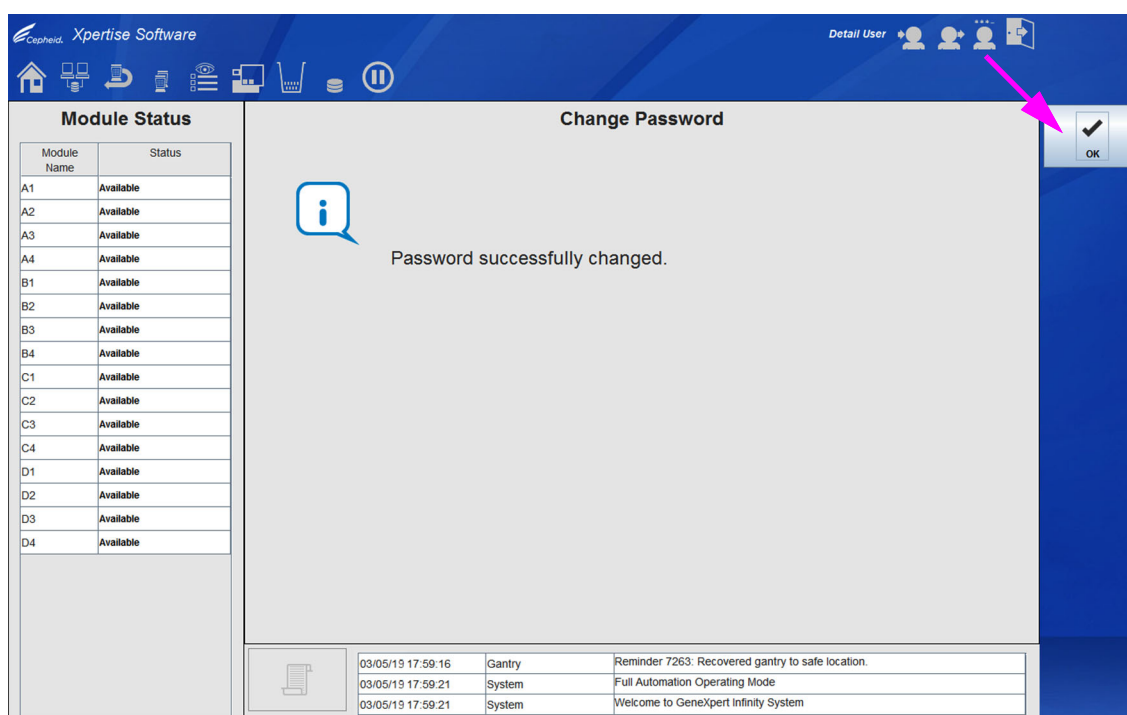 Cepheid. Xpertise Software
Detail User
Module Status
Change Password
OK
Module Name
Status
A1 Available
A2 Available
A3 Available
A4 Available
B1 Available
B2 Available
B3 Available
B4 Available
C1 Available
C2 Available
C3 Available
C4 Available
D1 Available
D2 Available
D3 Available
D4 Available
Password successfully changed.
03/05/19 17:59:16 Gantry Reminder 7263: Recovered gantry to safe location.
03/05/19 17:59:21 System Full Automation Operating Mode
03/05/19 17:59:21 System Welcome to GeneXpert Infinity System